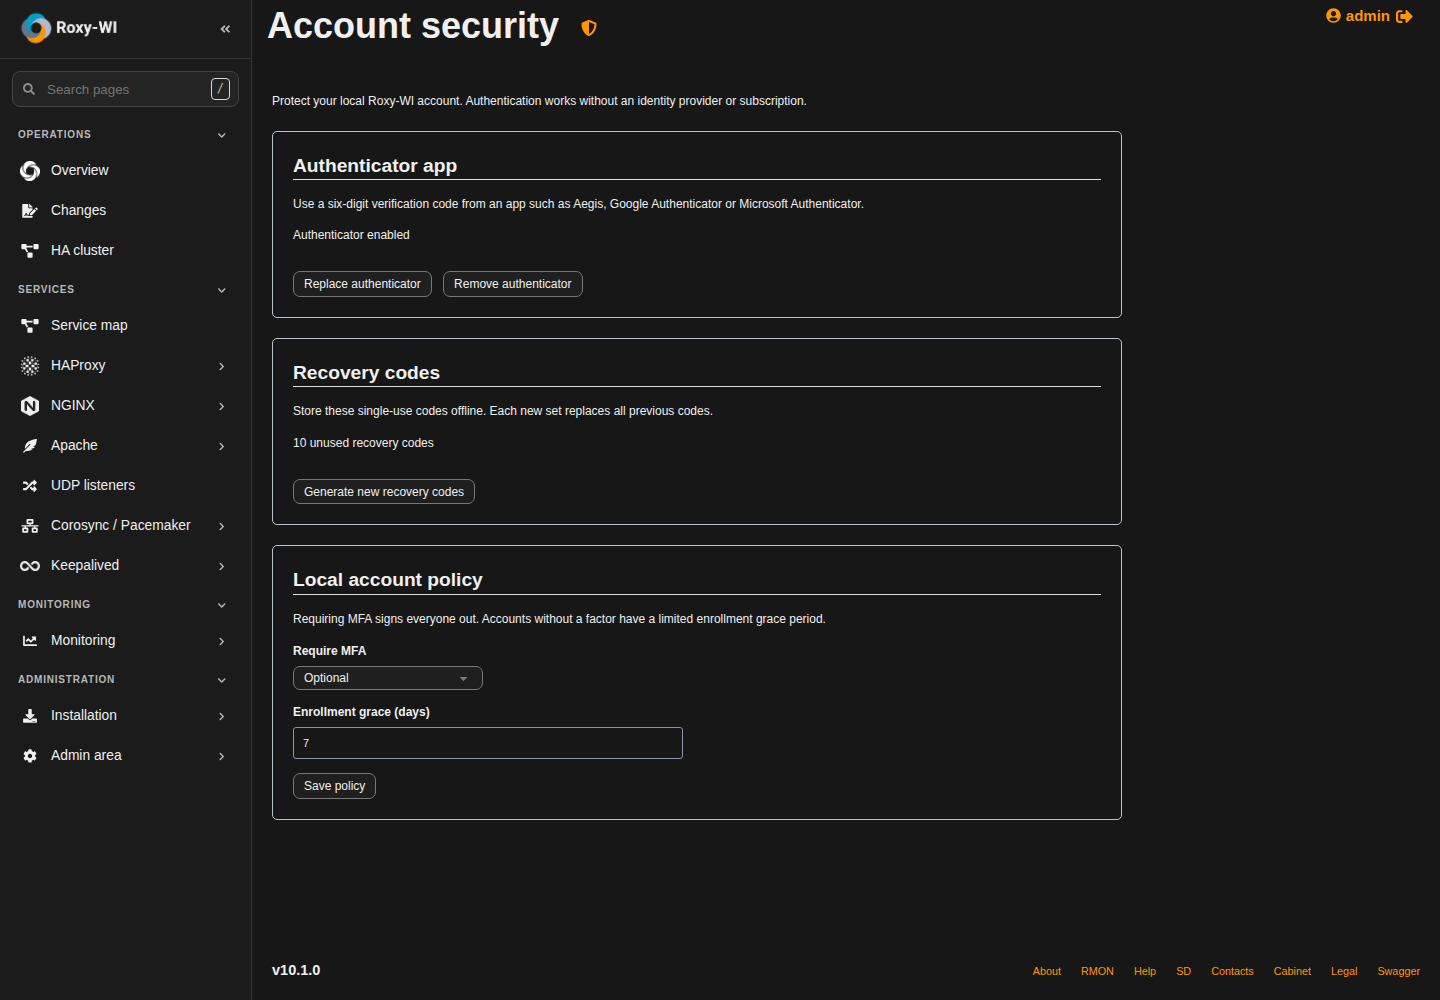 Roxy-WI
Search pages /
OPERATIONS
Overview
Changes
HA cluster
SERVICES
Service map
HAProxy
NGINX
Apache
UDP listeners
Corosync / Pacemaker
Keepalived
MONITORING
Monitoring
ADMINISTRATION
Installation
Admin area
Account security
admin
Protect your local Roxy-WI account. Authentication works without an identity provider or subscription.
Authenticator app
Use a six-digit verification code from an app such as Aegis, Google Authenticator or Microsoft Authenticator.
Authenticator enabled
Replace authenticator Remove authenticator
Recovery codes
Store these single-use codes offline. Each new set replaces all previous codes.
10 unused recovery codes
Generate new recovery codes
Local account policy
Requiring MFA signs everyone out. Accounts without a factor have a limited enrollment grace period.
Require MFA
Optional
Enrollment grace (days)
7
Save policy
v10.1.0
About RMON Help SD Contacts Cabinet Legal Swagger